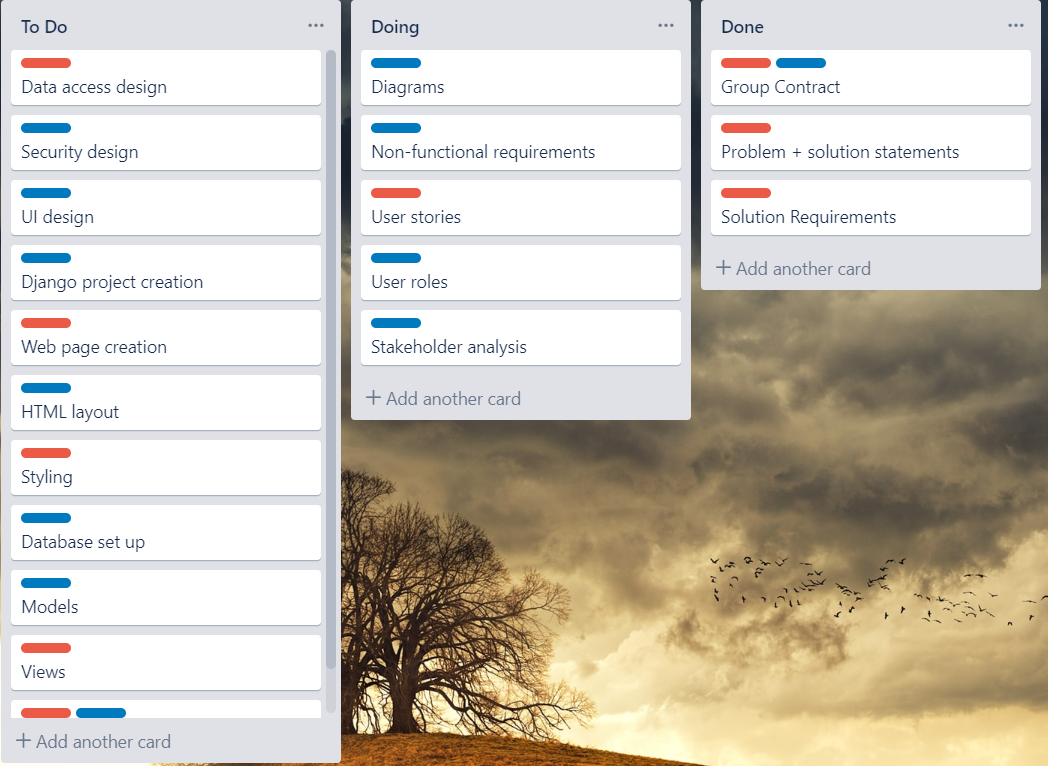 To Do
Data access design
Security design
UI design
Django project creation
Web page creation
HTML layout
Styling
Database set up
Models
Views
+ Add another card
Doing
Diagrams
Non-functional requirements
User stories
User roles
Stakeholder analysis
+ Add another card
Done
Group Contract
Problem + solution statements
Solution Requirements
+ Add another card